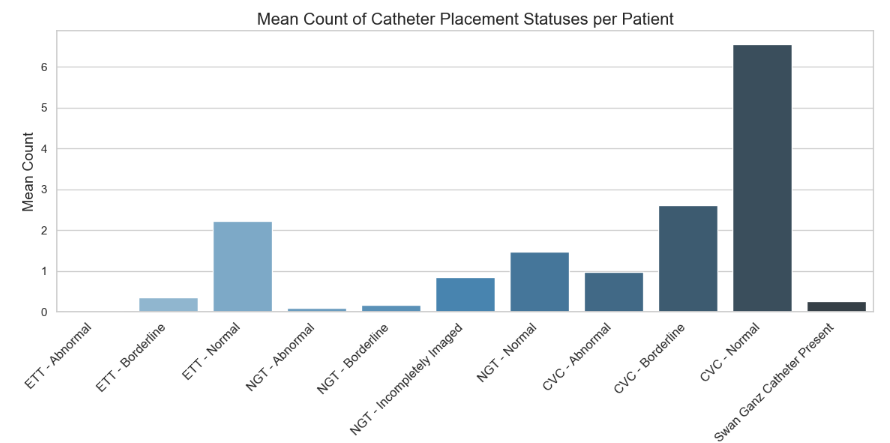 Mean Count of Catheter Placement Statuses per Patient
Mean Count
6
5
4
3
2
1
0
ETT - Abnormal
ETT - Borderline
ETT - Normal
NGT - Abnormal
NGT - Borderline
NGT - Incompletely Imaged
NGT - Normal
CVC - Abnormal
CVC - Borderline
CVC - Normal
Swan Ganz Catheter Present